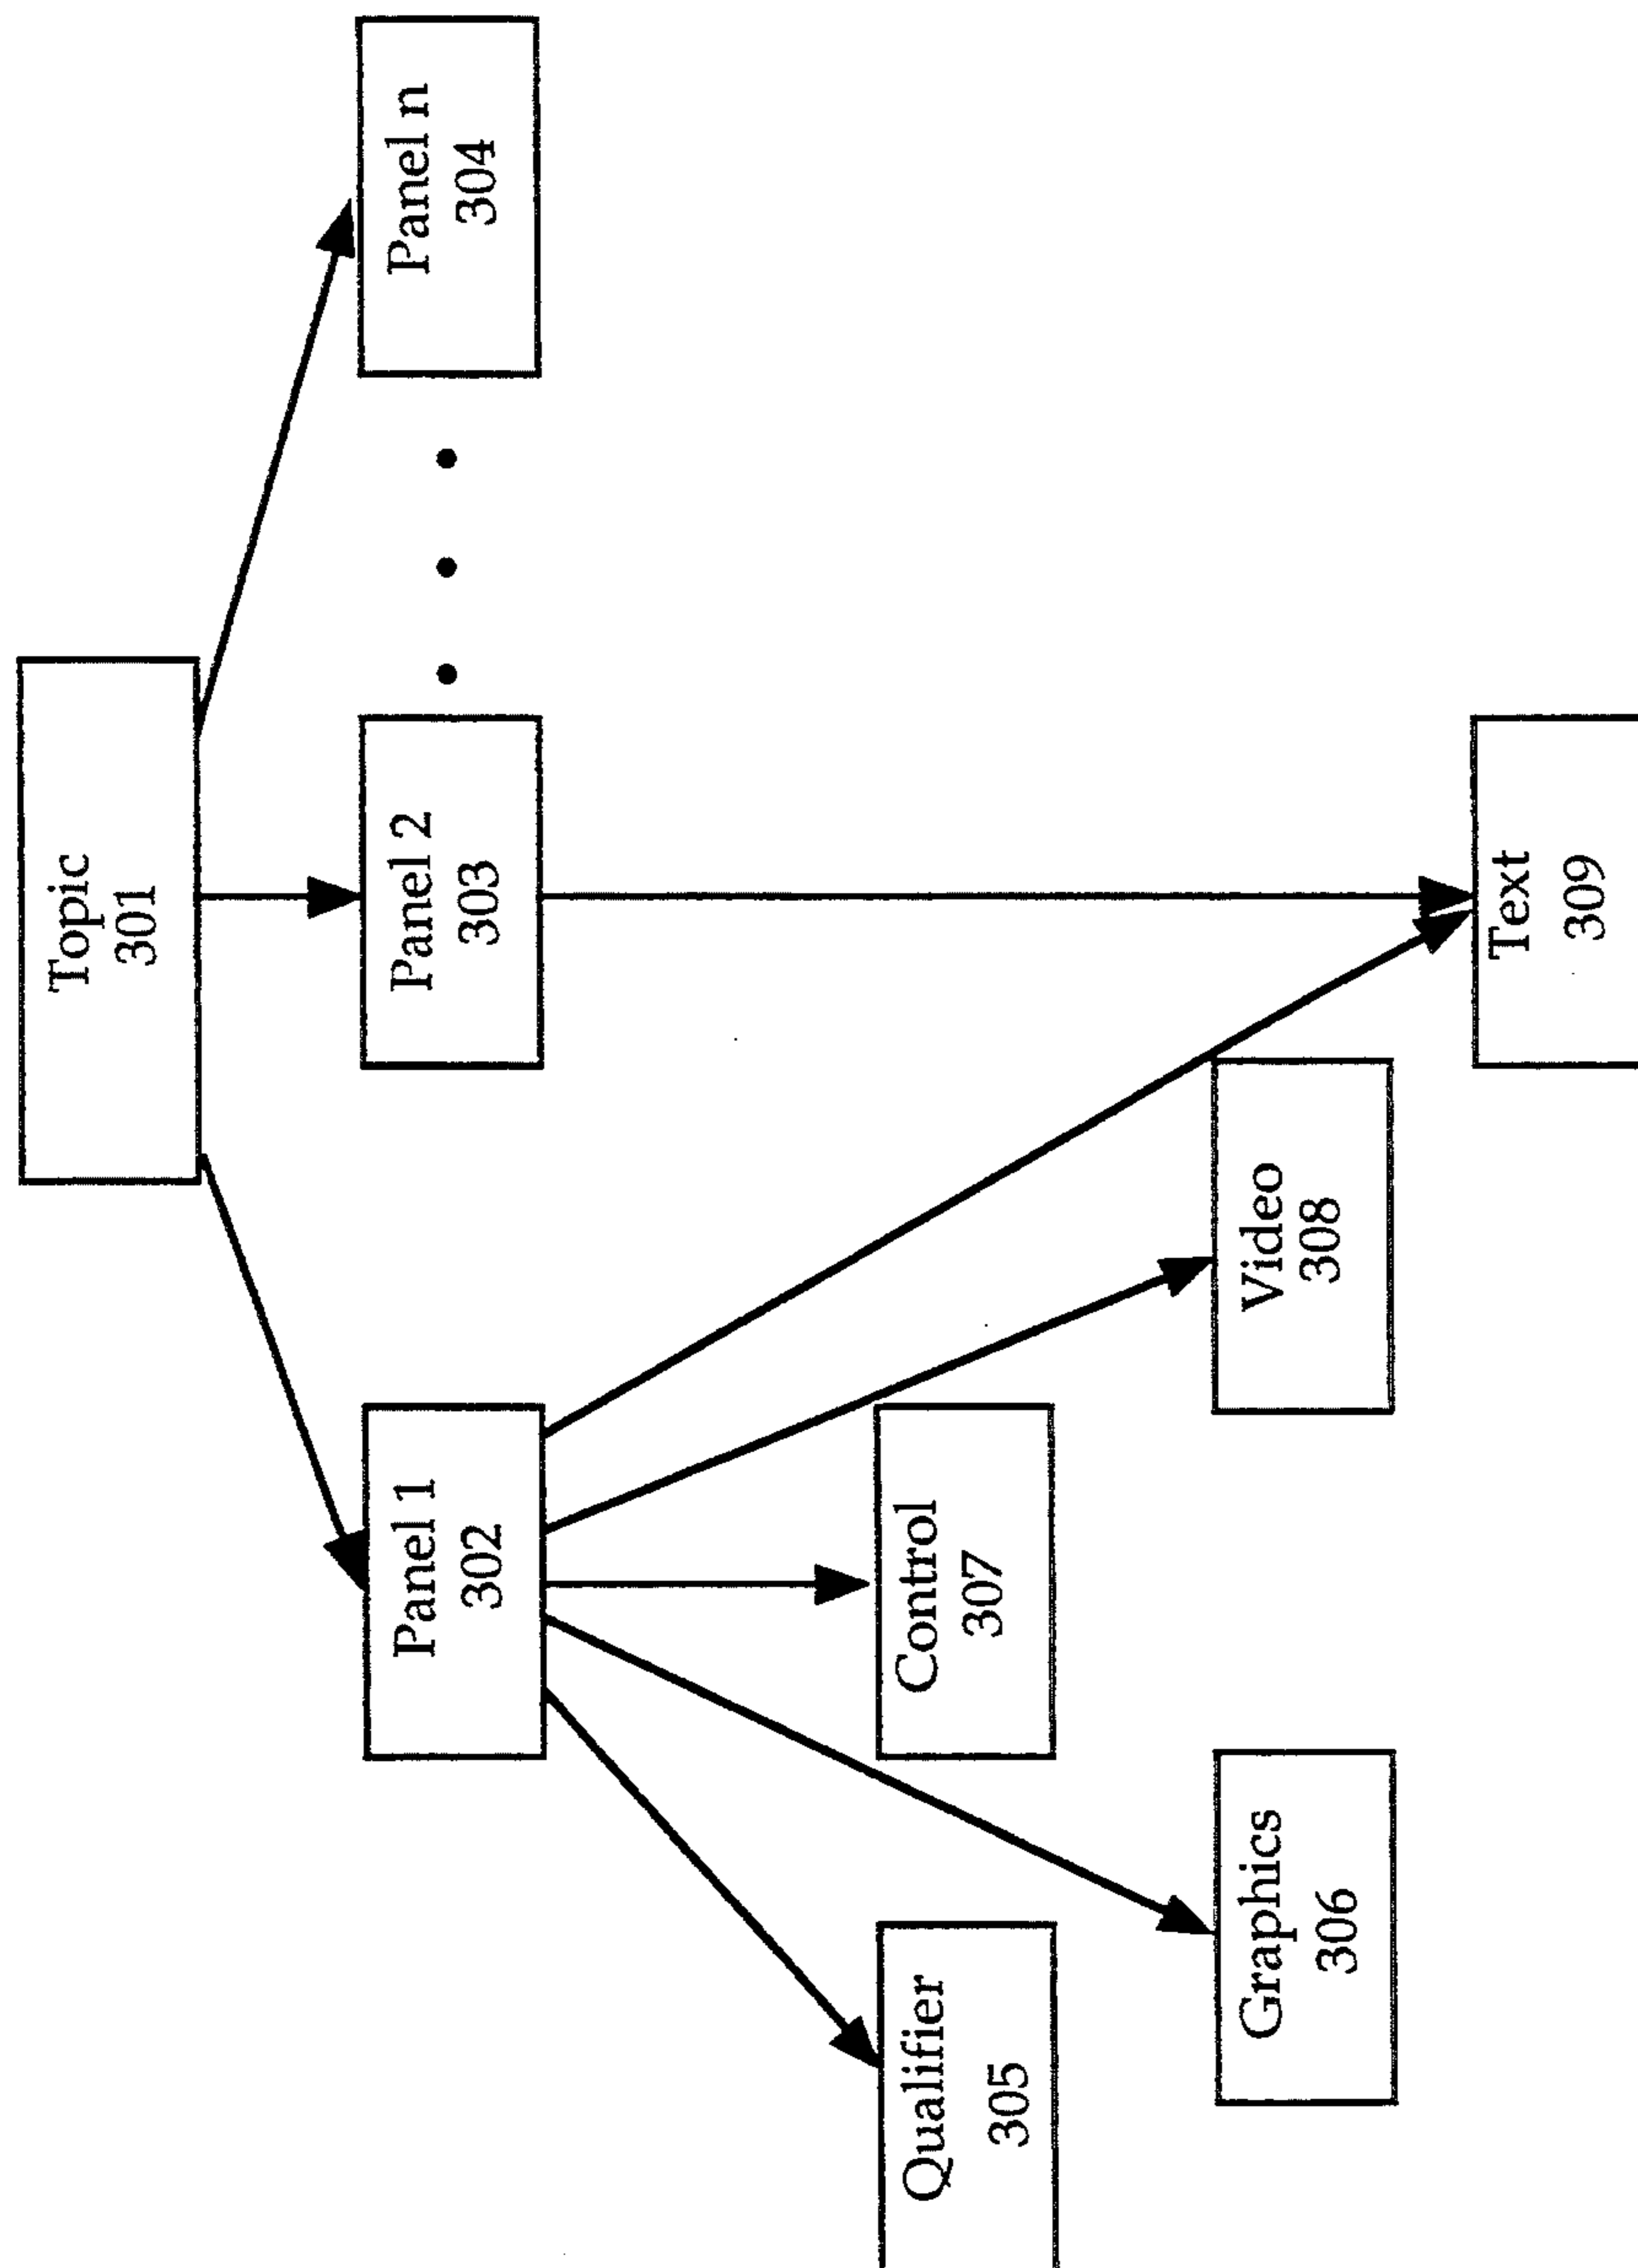 Topic
301
Panel 1
302
Panel 2
303
Panel n
304
Qualifier
305
Control
307
Graphics
306
Video
308
Text
309